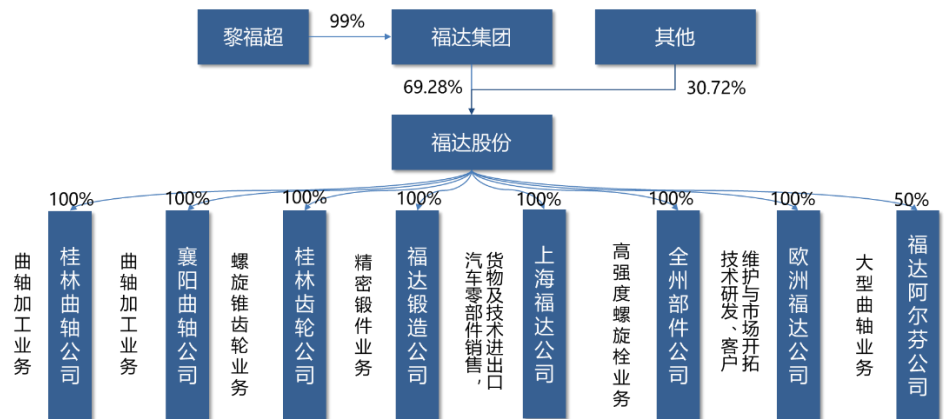 黎福超
99%
福达集团
其他
69.28%
30.72%
福达股份
100%
100%
100%
100%
100%
100%
100%
50%
曲轴加工业务
桂林曲轴公司
曲轴加工业务
襄阳曲轴公司
螺旋锥齿轮业务
桂林齿轮公司
精密锻件业务
福达锻造公司
货物及技术进出口
汽车零部件销售，
上海福达公司
高强度螺旋栓业务
全州部件公司
维护与市场开拓
技术研发、客户
欧洲福达公司
大型曲轴业务
福达阿尔芬公司